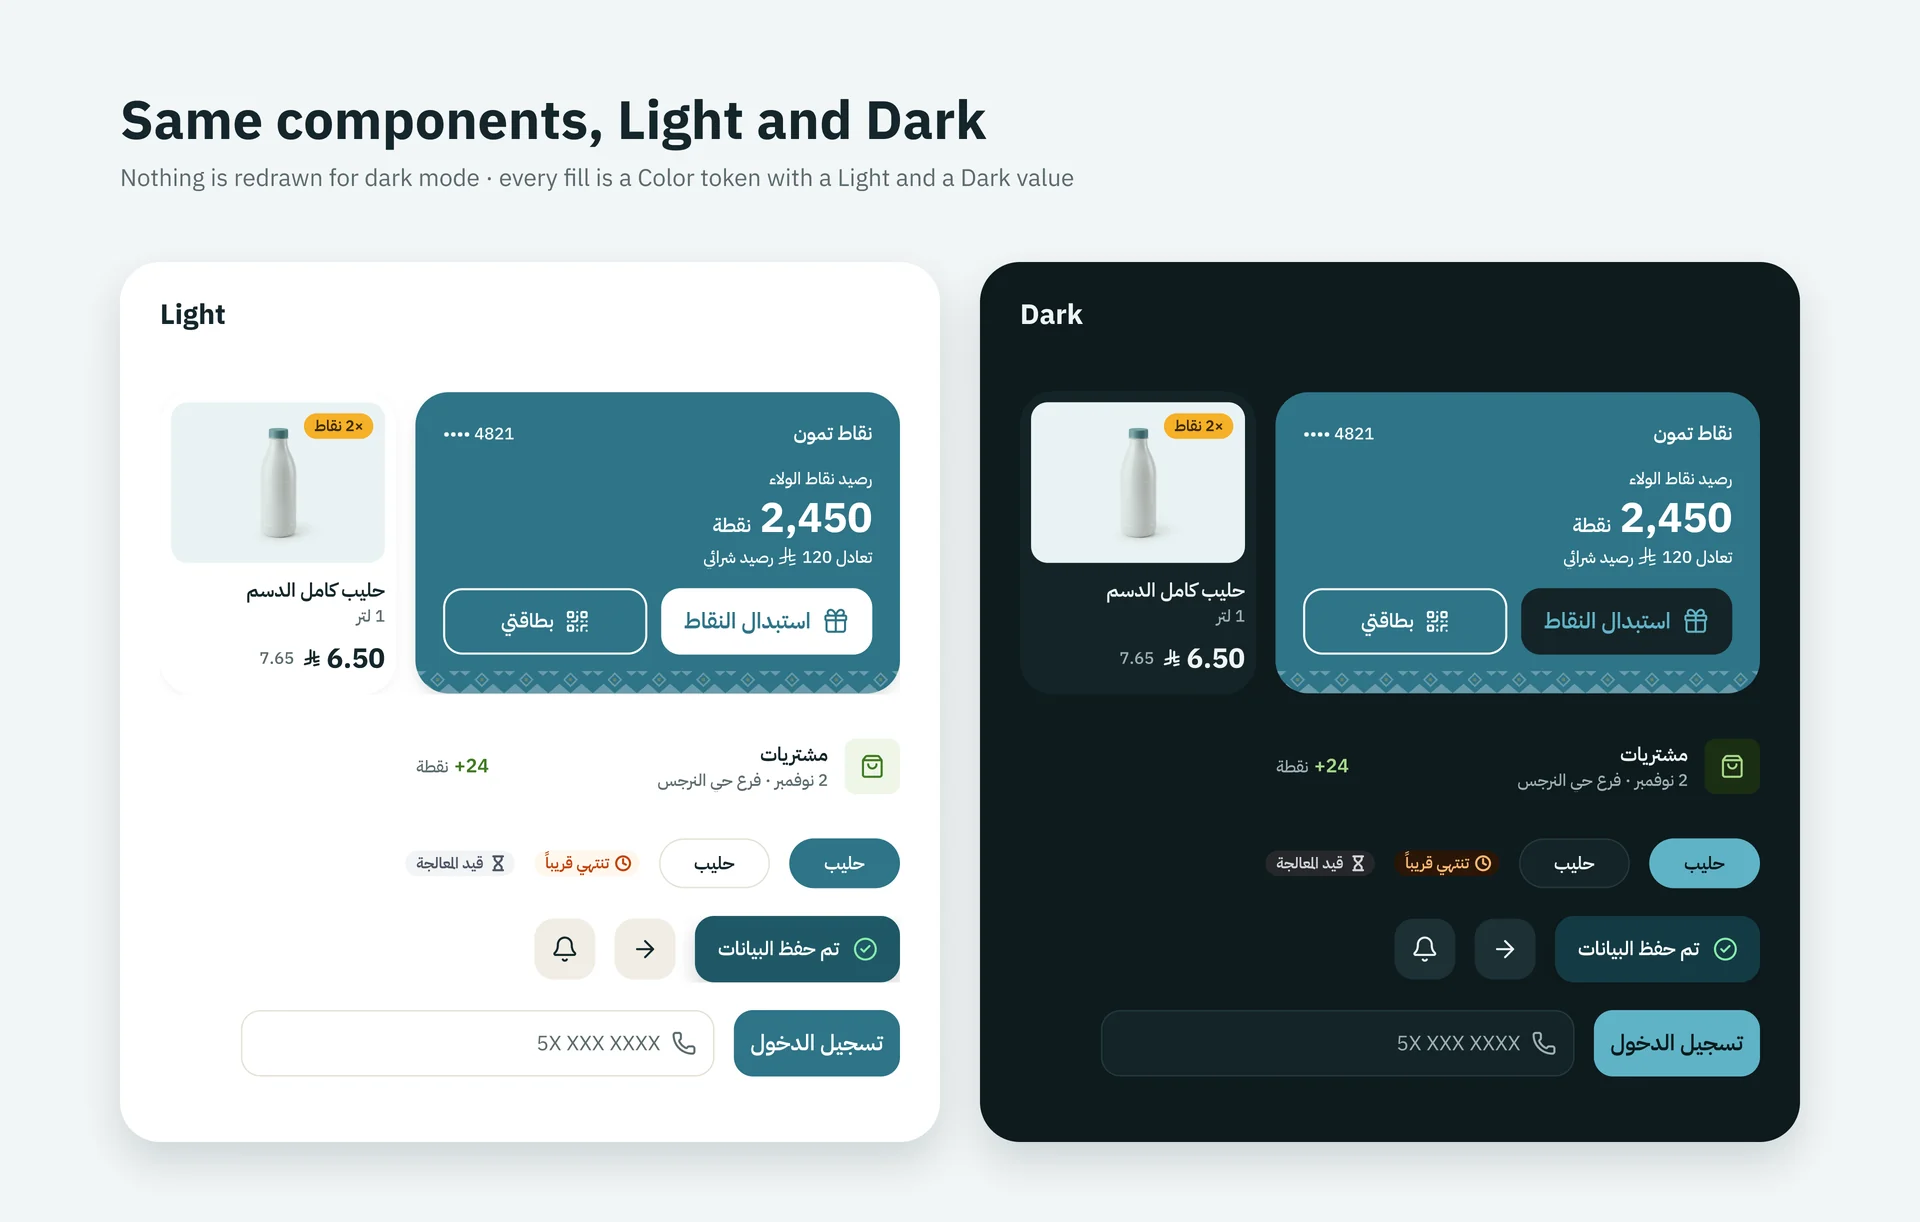 Same components, Light and Dark
Nothing is redrawn for dark mode · every fill is a Color token with a Light and a Dark value
Light
نقاط تمون
•••• 4821
رصيد نقاط الولاء
2,450 نقطة
تعادل 120 ⃁ رصيد شرائي
استبدال النقاط
بطاقتي
×2 نقاط
حليب كامل الدسم
1 لتر
6.50 ⃁ 7.65
مشتريات
2 نوفمبر · فرع حي النرجس
+24 نقطة
حليب
حليب
تنتهي قريباً
قيد المعالجة
تم حفظ البيانات
تسجيل الدخول
5X XXX XXXX
Dark
نقاط تمون
•••• 4821
رصيد نقاط الولاء
2,450 نقطة
تعادل 120 ⃁ رصيد شرائي
استبدال النقاط
بطاقتي
×2 نقاط
حليب كامل الدسم
1 لتر
6.50 ⃁ 7.65
مشتريات
2 نوفمبر · فرع حي النرجس
+24 نقطة
حليب
حليب
تنتهي قريباً
قيد المعالجة
تم حفظ البيانات
تسجيل الدخول
5X XXX XXXX